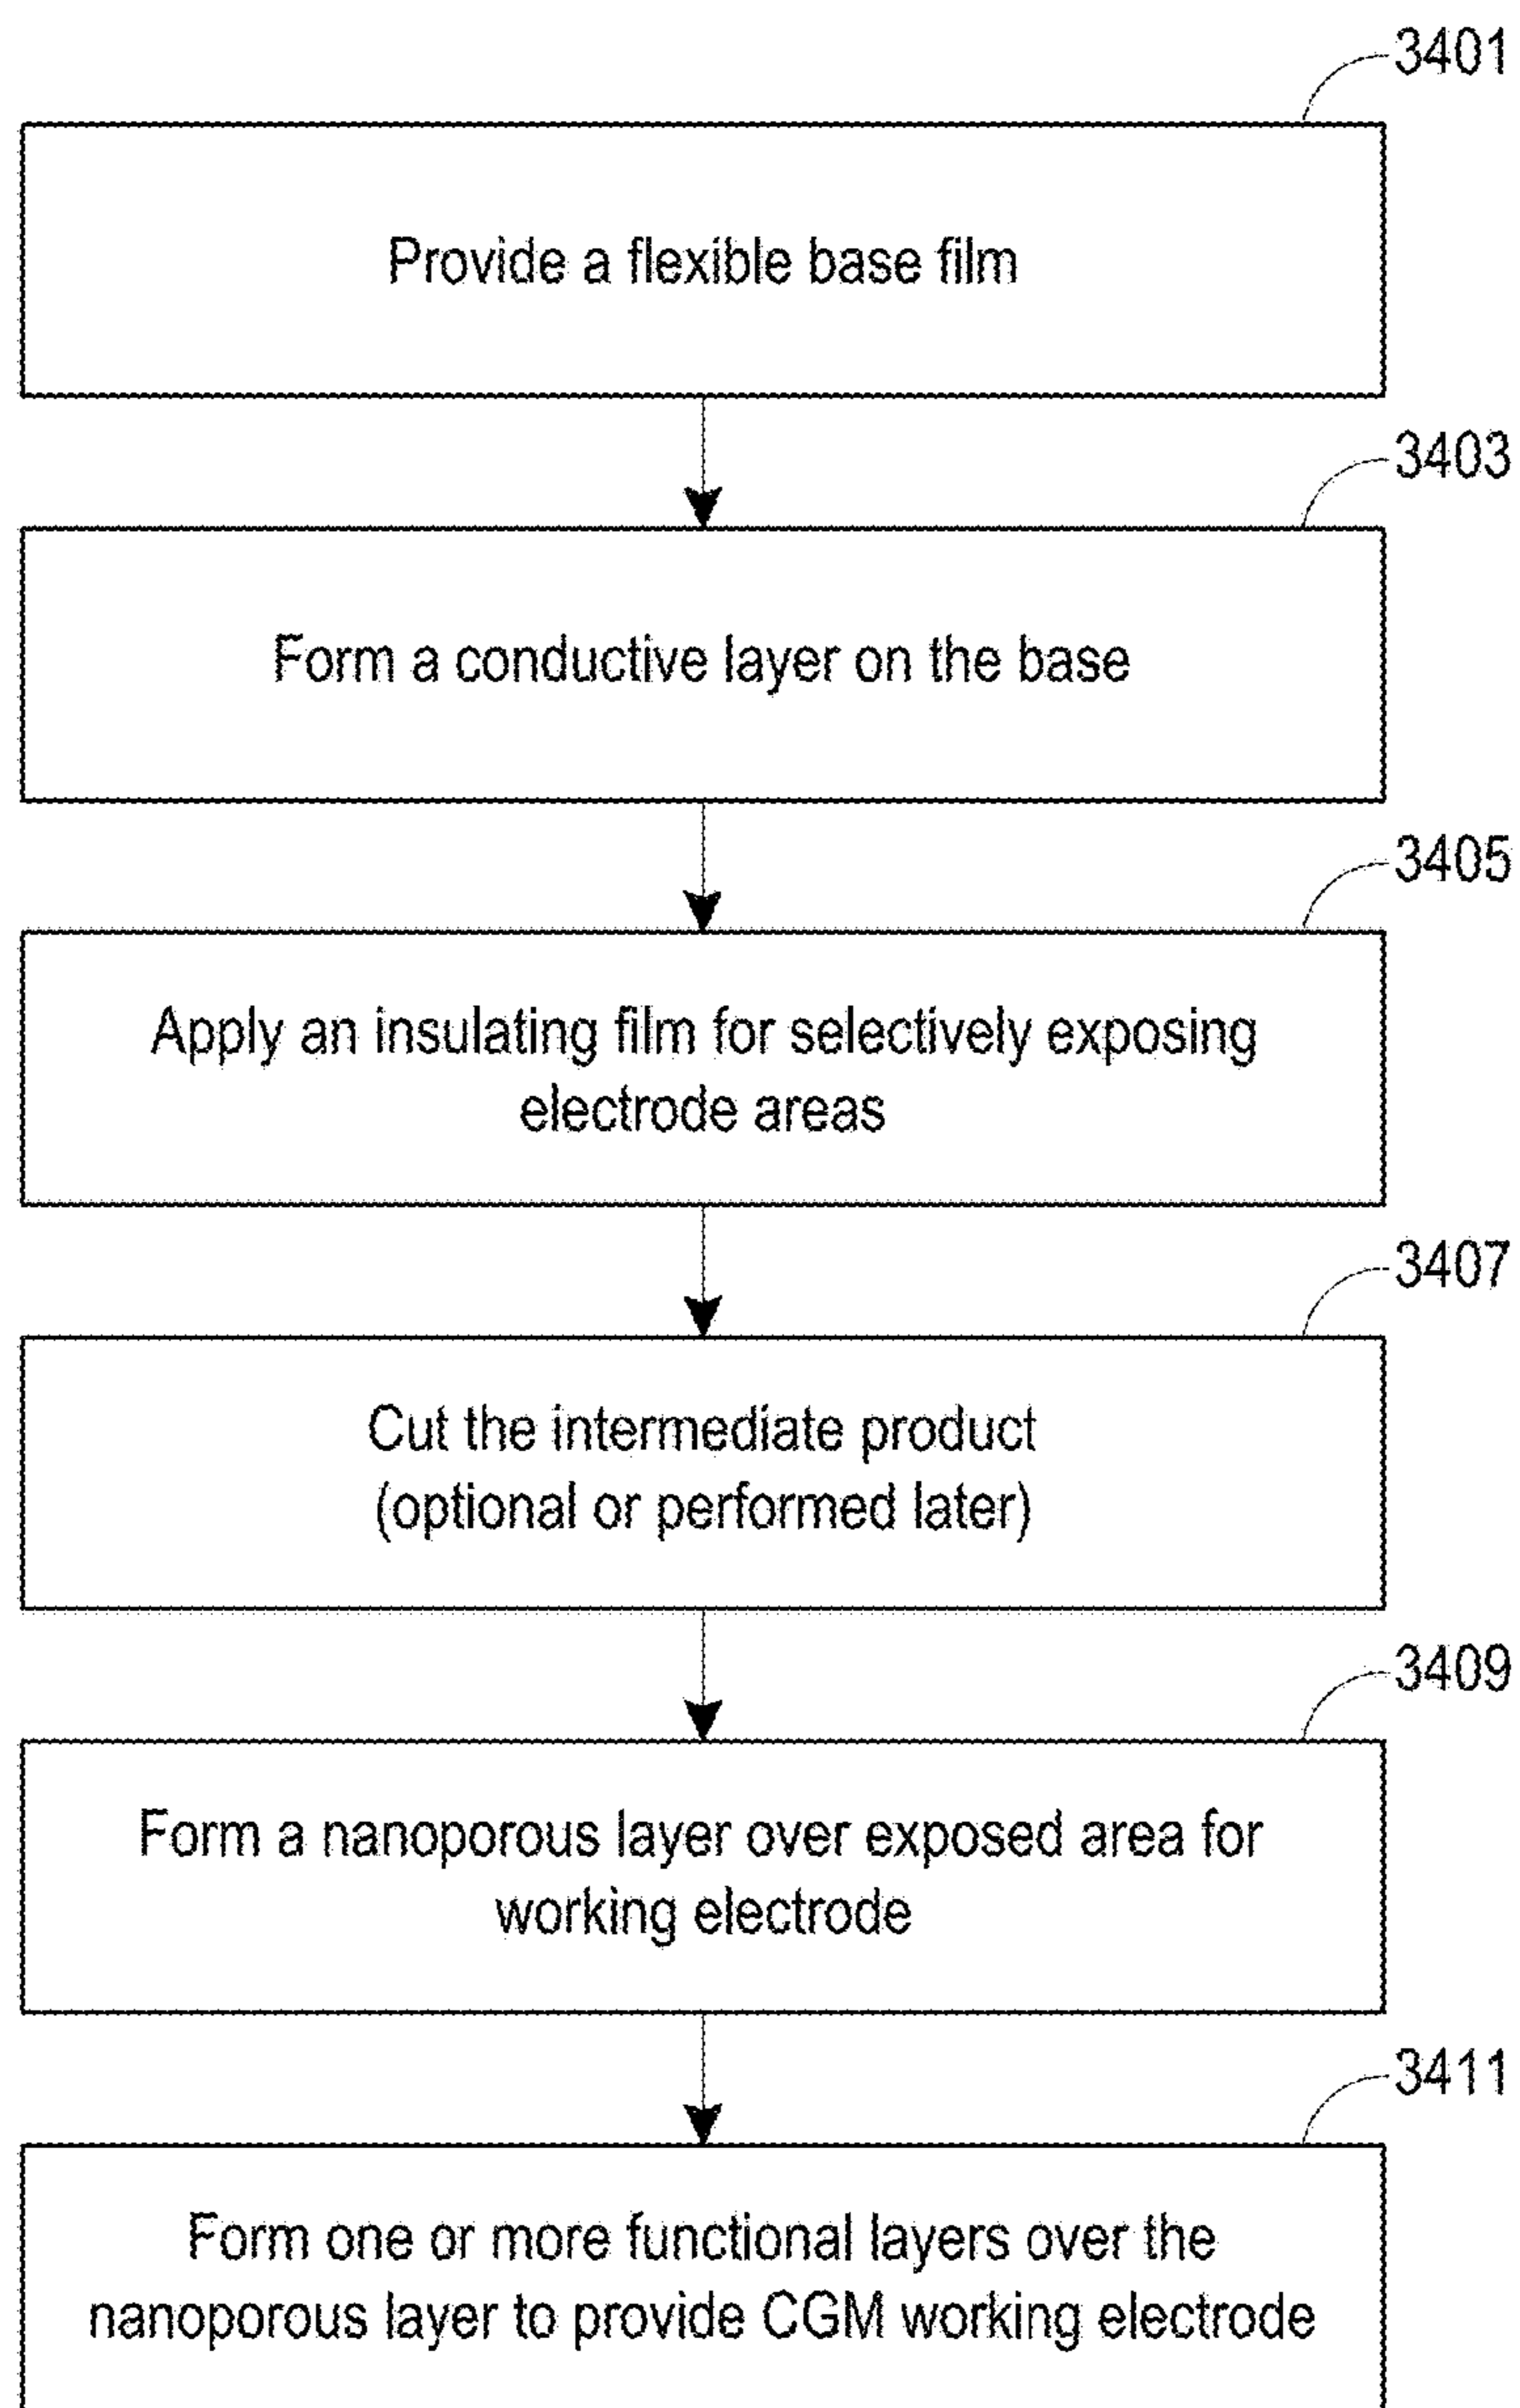 3401
Provide a flexible base film
3403
Form a conductive layer on the base
3405
Apply an insulating film for selectively exposing
electrode areas
3407
Cut the intermediate product
(optional or performed later)
3409
Form a nanoporous layer over exposed area for
working electrode
3411
Form one or more functional layers over the
nanoporous layer to provide CGM working electrode